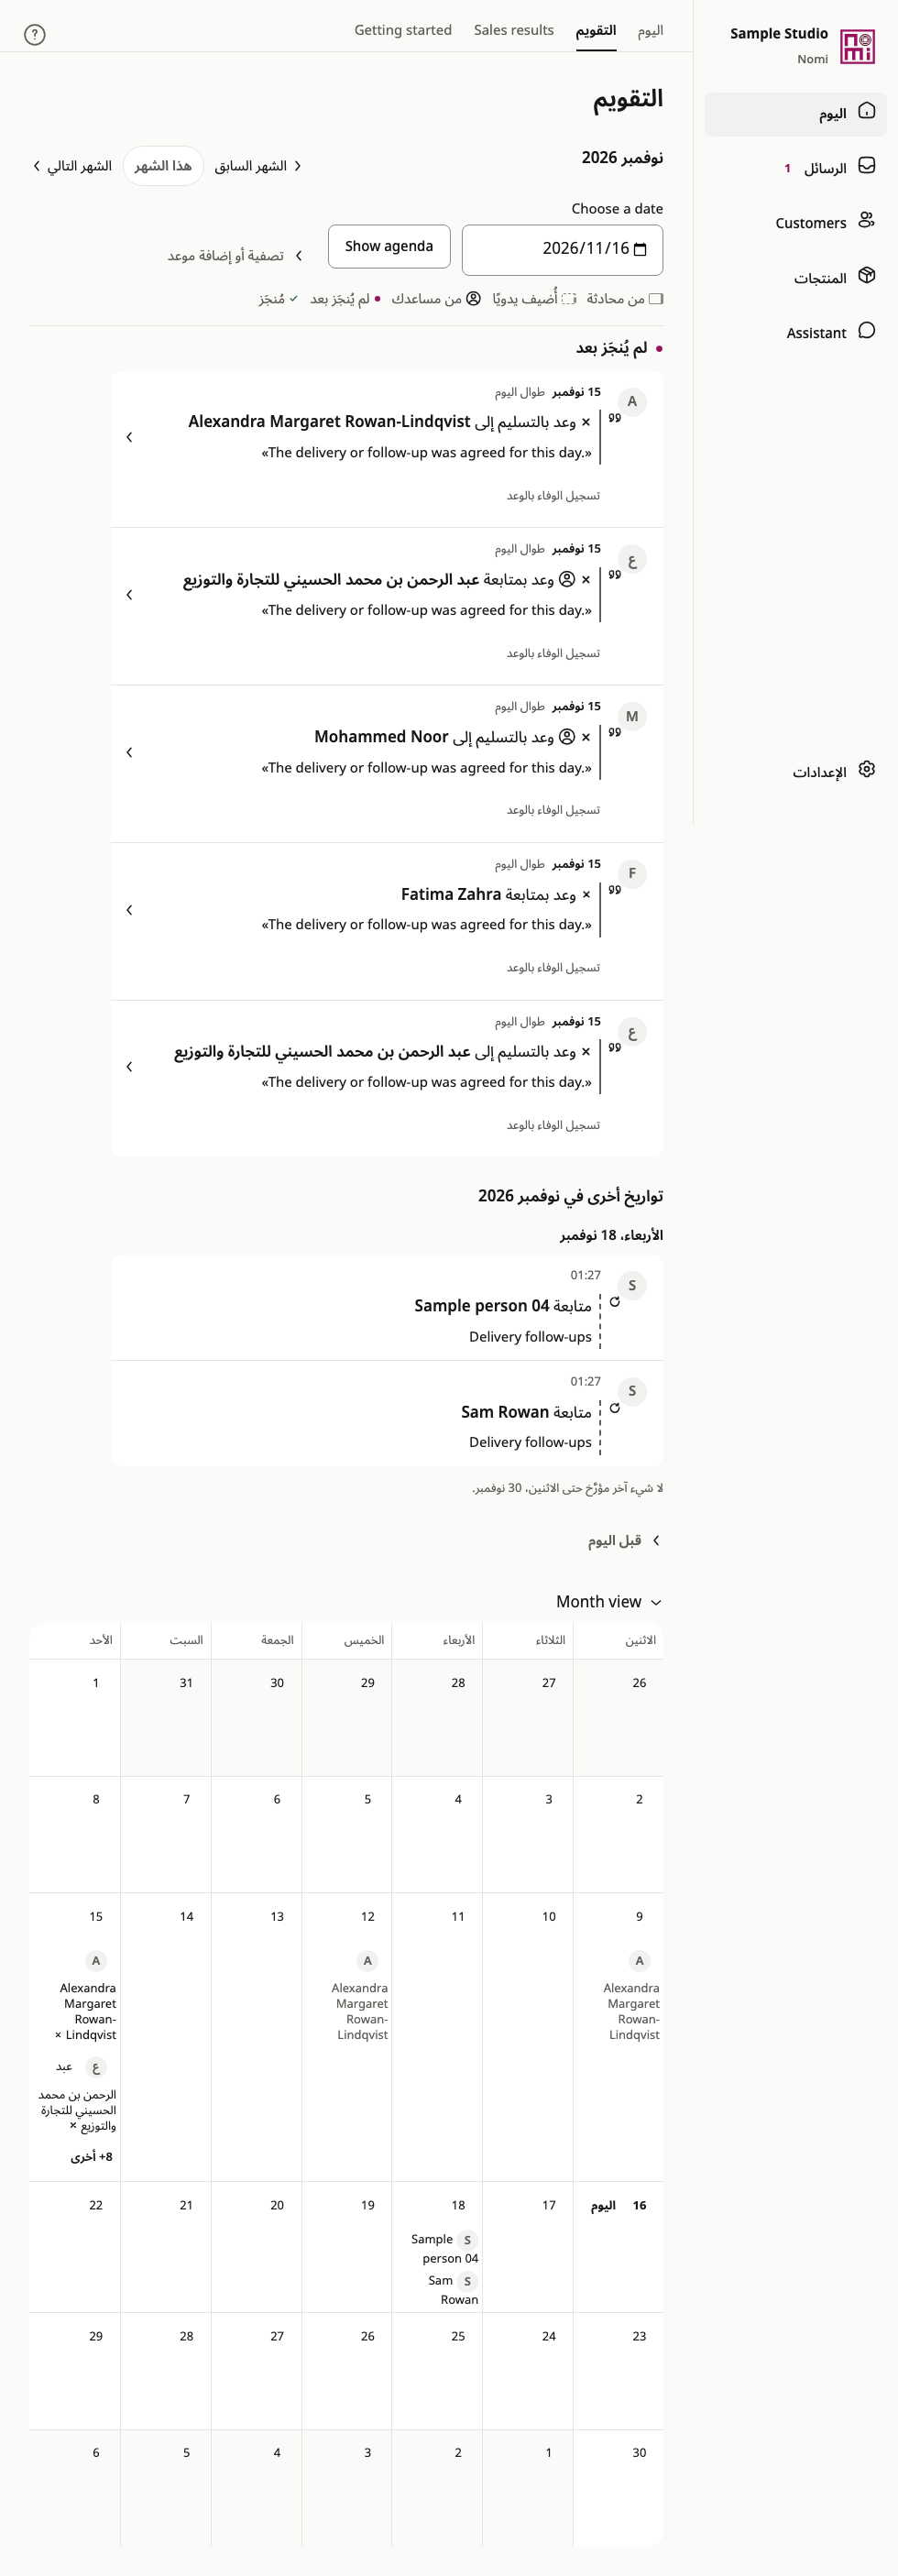 Sample Studio
Nomi
اليوم
الرسائل 1
Customers
المنتجات
Assistant
الإعدادات
اليوم
التقويم
Sales results
Getting started
التقويم
نوفمبر 2026
الشهر السابق
هذا الشهر
الشهر التالي
Choose a date
2026/11/16
Show agenda
تصفية أو إضافة موعد
من محادثة
أُضيف يدويًا
من مساعدك
لم يُنجَز بعد
مُنجَز
لم يُنجَز بعد
A
15 نوفمبر طوال اليوم
× وعد بالتسليم إلى Alexandra Margaret Rowan-Lindqvist
«The delivery or follow-up was agreed for this day.»
تسجيل الوفاء بالوعد
ع
15 نوفمبر طوال اليوم
× وعد بمتابعة عبد الرحمن بن محمد الحسيني للتجارة والتوزيع
«The delivery or follow-up was agreed for this day.»
تسجيل الوفاء بالوعد
M
15 نوفمبر طوال اليوم
× وعد بالتسليم إلى Mohammed Noor
«The delivery or follow-up was agreed for this day.»
تسجيل الوفاء بالوعد
F
15 نوفمبر طوال اليوم
× وعد بمتابعة Fatima Zahra
«The delivery or follow-up was agreed for this day.»
تسجيل الوفاء بالوعد
ع
15 نوفمبر طوال اليوم
× وعد بالتسليم إلى عبد الرحمن بن محمد الحسيني للتجارة والتوزيع
«The delivery or follow-up was agreed for this day.»
تسجيل الوفاء بالوعد
تواريخ أخرى في نوفمبر 2026
الأربعاء، 18 نوفمبر
S
01:27
متابعة Sample person 04
Delivery follow-ups
S
01:27
متابعة Sam Rowan
Delivery follow-ups
لا شيء آخر مؤرَّخ حتى الاثنين، 30 نوفمبر.
قبل اليوم
Month view
الاثنين الثلاثاء الأربعاء الخميس الجمعة السبت الأحد
26 27 28 29 30 31 1
2 3 4 5 6 7 8
9 10 11 12 13 14 15
A
Alexandra
Margaret
Rowan-
Lindqvist
A
Alexandra
Margaret
Rowan-
Lindqvist
A
Alexandra
Margaret
Rowan-
Lindqvist ×
ع عبد
الرحمن بن محمد
الحسيني للتجارة
والتوزيع ×
+8 أخرى
16 اليوم 17 18 19 20 21 22
S Sample
person 04
S Sam
Rowan
23 24 25 26 27 28 29
30 1 2 3 4 5 6